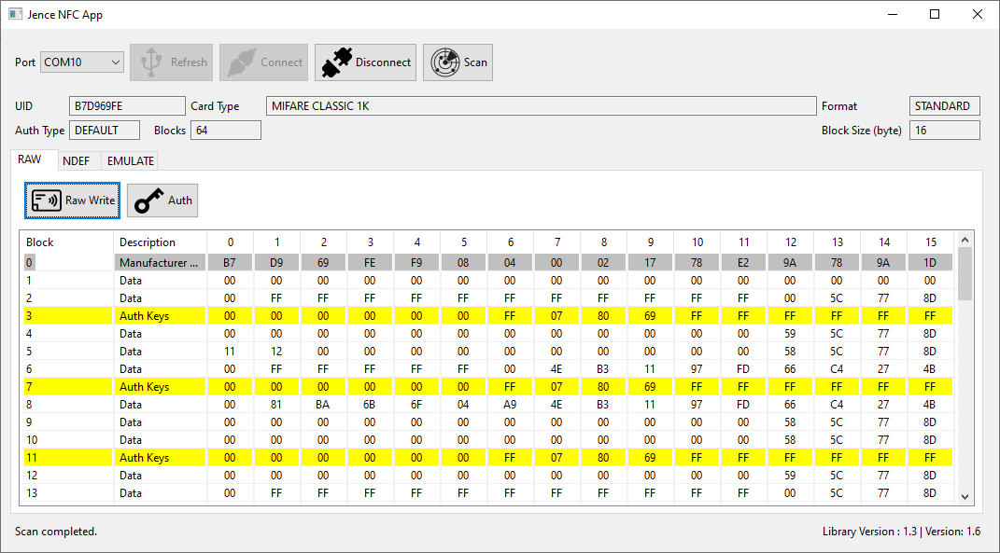 Jence NFC App
Port COM10 Refresh Connect Disconnect Scan
UID B7D969FE Card Type MIFARE CLASSIC 1K Format STANDARD
Auth Type DEFAULT Blocks 64 Block Size (byte) 16
RAW NDEF EMULATE
Raw Write Auth
Block Description 0 1 2 3 4 5 6 7 8 9 10 11 12 13 14 15
0 Manufacturer ... B7 D9 69 FE F9 08 04 00 02 17 78 E2 9A 78 9A 1D
1 Data 00 00 00 00 00 00 00 00 00 00 00 00 00 00 00 00
2 Data 00 FF FF FF FF FF FF FF FF FF FF FF 00 5C 77 8D
3 Auth Keys 00 00 00 00 00 00 FF 07 80 69 FF FF FF FF FF FF
4 Data 00 00 00 00 00 00 00 00 00 00 00 00 59 5C 77 8D
5 Data 11 12 00 00 00 00 00 00 00 00 00 00 58 5C 77 8D
6 Data 00 FF FF FF FF FF 00 4E B3 11 97 FD 66 C4 27 4B
7 Auth Keys 00 00 00 00 00 00 FF 07 80 69 FF FF FF FF FF FF
8 Data 00 81 BA 6B 6F 04 A9 4E B3 11 97 FD 66 C4 27 4B
9 Data 00 00 00 00 00 00 00 00 00 00 00 00 58 5C 77 8D
10 Data 00 00 00 00 00 00 00 00 00 00 00 00 58 5C 77 8D
11 Auth Keys 00 00 00 00 00 00 FF 07 80 69 FF FF FF FF FF FF
12 Data 00 00 00 00 00 00 00 00 00 00 00 00 59 5C 77 8D
13 Data 00 FF FF FF FF FF FF FF FF FF FF FF 00 5C 77 8D
Scan completed. Library Version : 1.3 | Version: 1.6